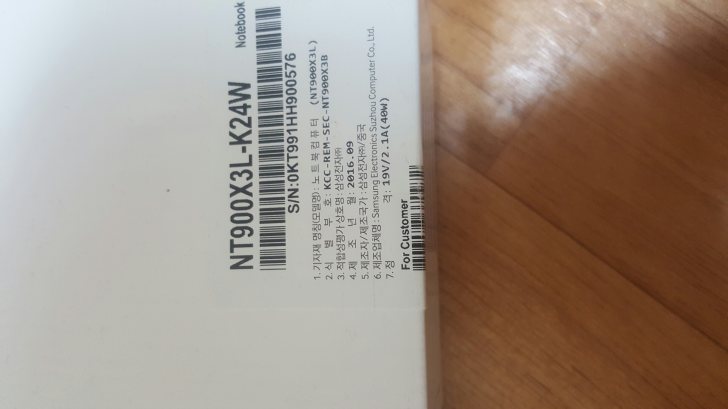 Notebook
NT900X3L-K24W
S/N:0KT991HH900576
1. 기자재 명칭(모델명) : 노트북 컴퓨터 (NT900X3L)
2. 식 별 부 호: KCC-REM-SEC-NT900X3B
3. 적합성평가 상호명: 삼성전자㈜
4. 제 조 년 월: 2016.09
5. 제조자/제조국가 : 삼성전자㈜/중국
6. 제조업체명 : Samsung Electronics Suzhou Computer Co., Ltd.
7. 정 격: 19V/2.1A(40W)
For Customer